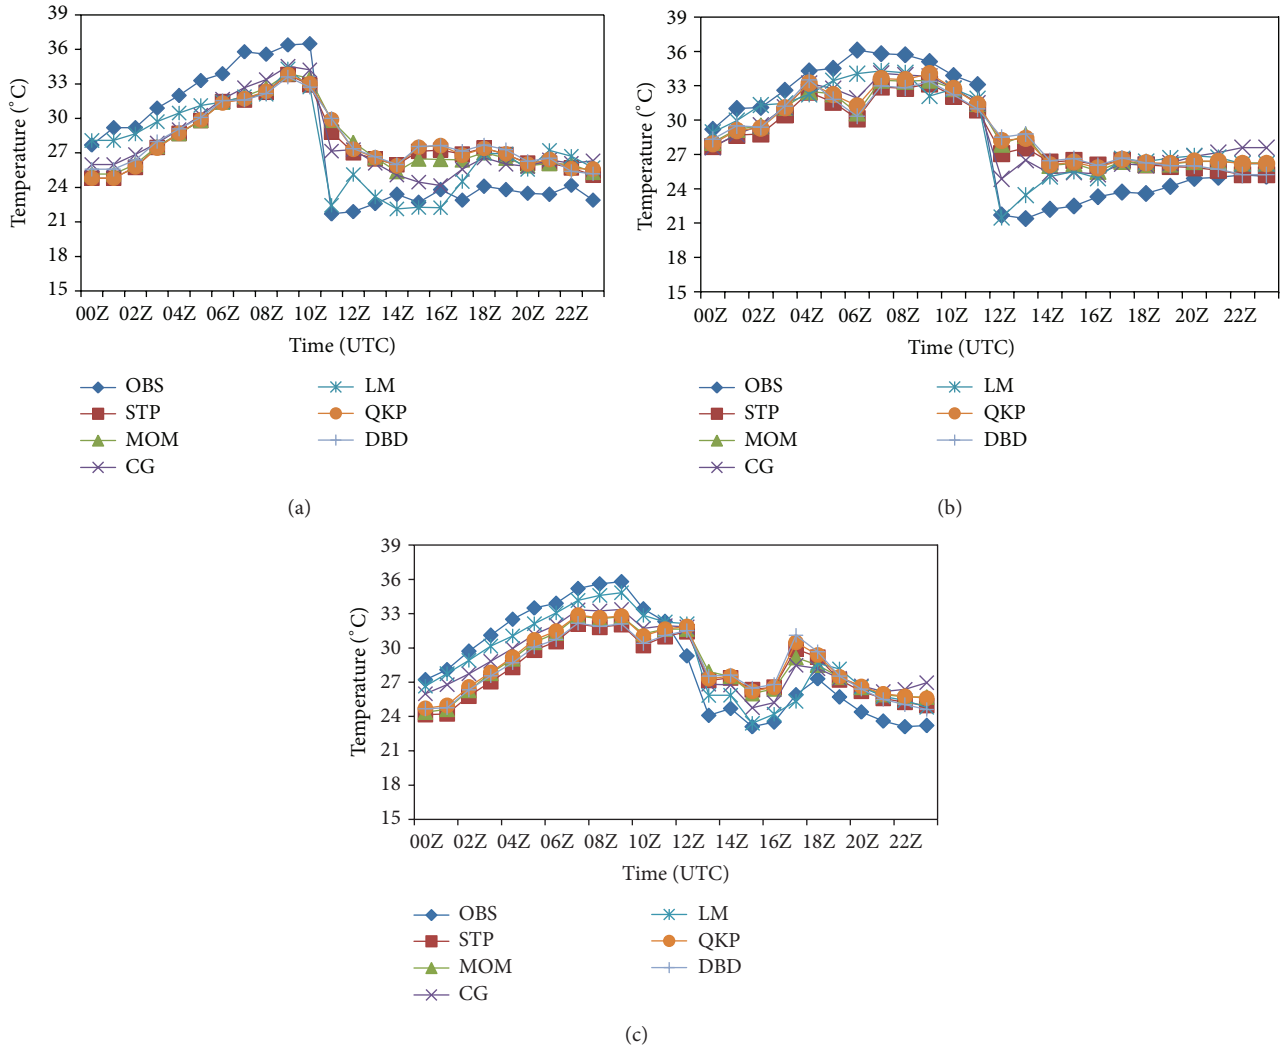 39
36
33
30
27
24
21
18
15
Temperature (°C)
00Z 02Z 04Z 06Z 08Z 10Z 12Z 14Z 16Z 18Z 20Z 22Z
Time (UTC)
OBS
STP
MOM
CG
LM
QKP
DBD
(a)
39
36
33
30
27
24
21
18
15
Temperature (°C)
00Z 02Z 04Z 06Z 08Z 10Z 12Z 14Z 16Z 18Z 20Z 22Z
Time (UTC)
OBS
STP
MOM
CG
LM
QKP
DBD
(b)
39
36
33
30
27
24
21
18
15
Temperature (°C)
00Z 02Z 04Z 06Z 08Z 10Z 12Z 14Z 16Z 18Z 20Z 22Z
Time (UTC)
OBS
STP
MOM
CG
LM
QKP
DBD
(c)